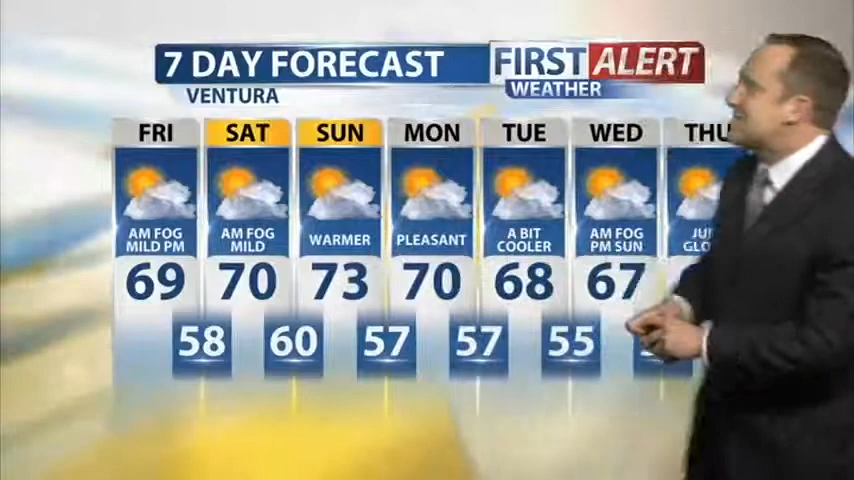 7 DAY FORECAST
FIRST ALERT
WEATHER
VENTURA
FRI SAT SUN MON TUE WED
AM FOG
MILD PM
AM FOG
MILD
WARMER
PLEASANT
A BIT
COOLER
AM FOG
PM SUN
69 70 73 70 68 67
58 60 57 57 55